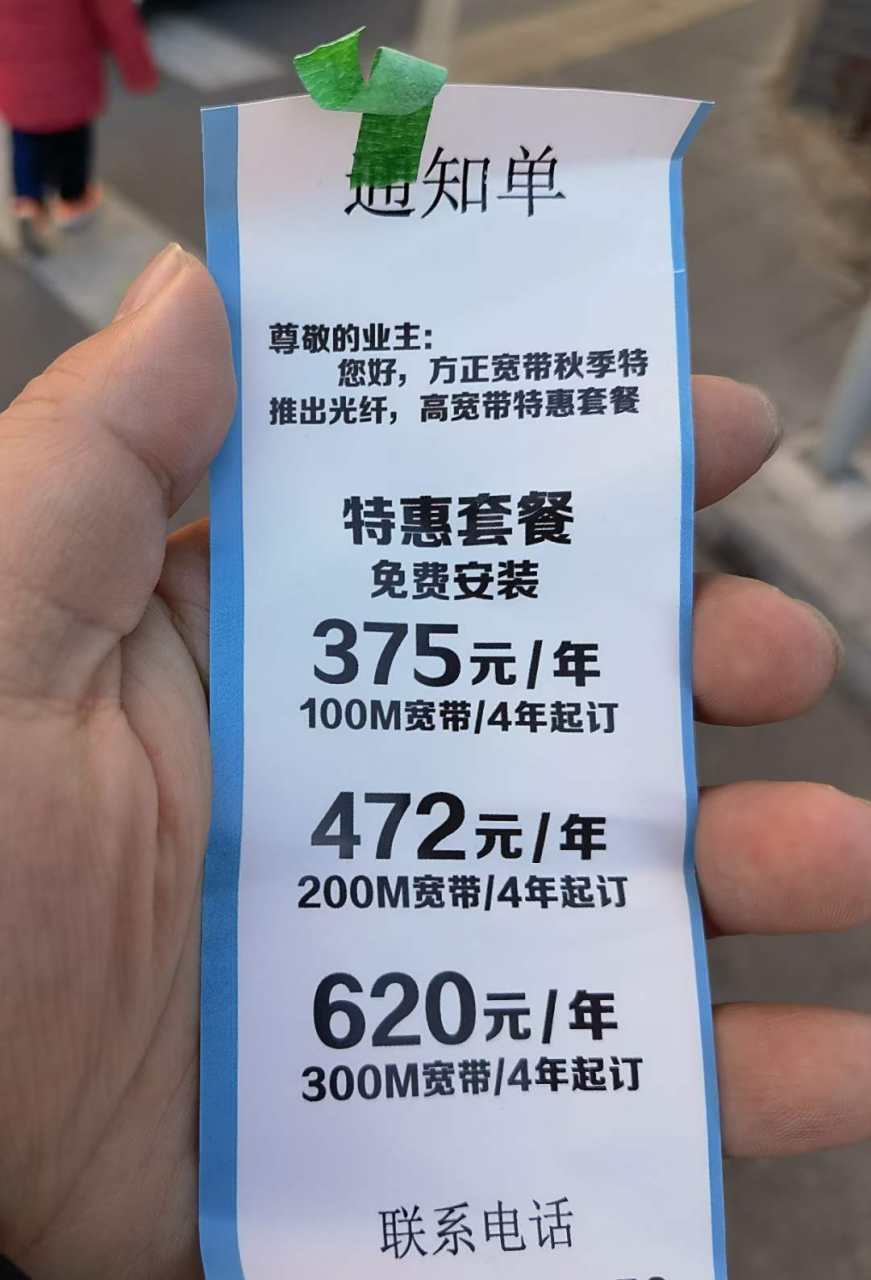 通知单
尊敬的业主:
您好，方正宽带秋季特
推出光纤，高宽带特惠套餐
特惠套餐
免费安装
375元/年
100M宽带/4年起订
472元/年
200M宽带/4年起订
620元/年
300M宽带/4年起订
联系电话